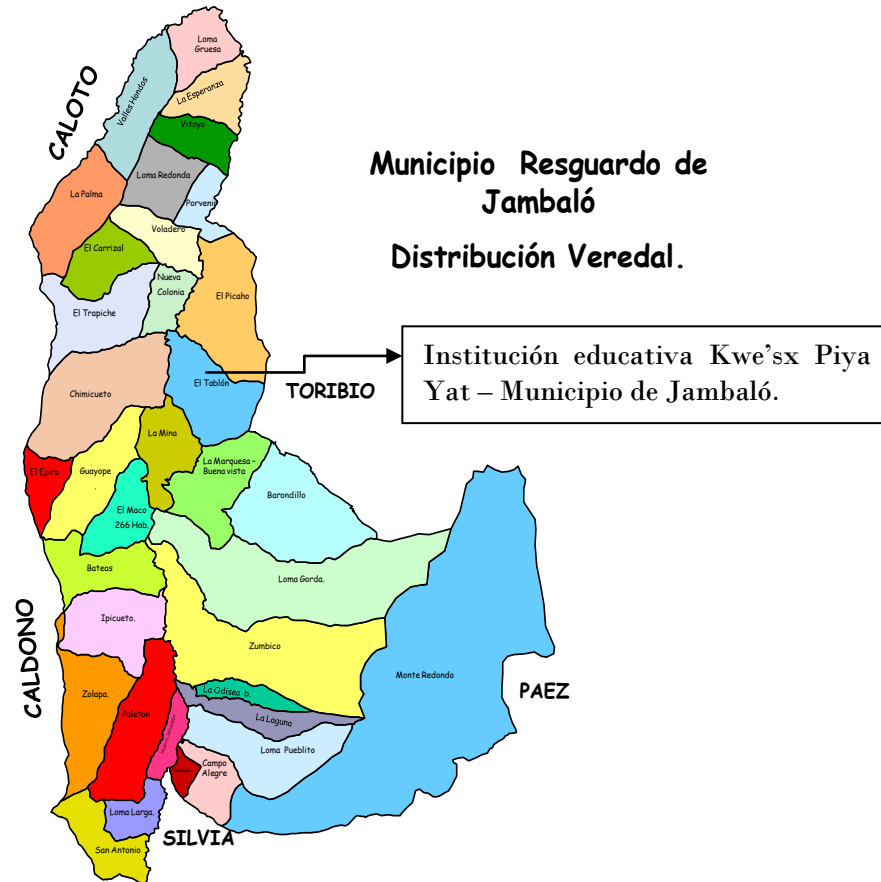 Loma
Gruesa
CALOTO
Valles Hondos
La Esperanza
Vitoyo
Municipio Resguardo de
Jambaló
Distribución Veredal.
Loma Redonda
La Palma
Porvenir
Voladero
El Carrizal
Nueva
Colonia
El Picaho
El Trapiche
Institución educativa Kwe'sx Piya
Yat – Municipio de Jambaló.
El Tablón
TORIBIO
Chimicueto
La Mina
El Epiro
Guayope
.
La Marquesa –
Buena vista
Barondillo
El Maco
266 Hab.
Bateas
Loma Gorda.
Ipicueto.
CALDONO
Zumbico
Monte Redondo
Zolapa.
Paleton
La Odisea b.
PAEZ
La Laguna
Loma Pueblito
Campo
Alegre
Loma Larga.
SILVIA
San Antonio